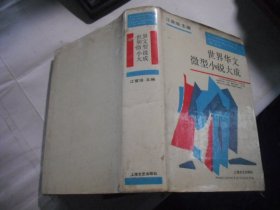 世界华文
微型小说大成
江曾培 主编
上海文艺出版社
江曾培 主编
世界华文
微型小说大成
上海文艺出版社